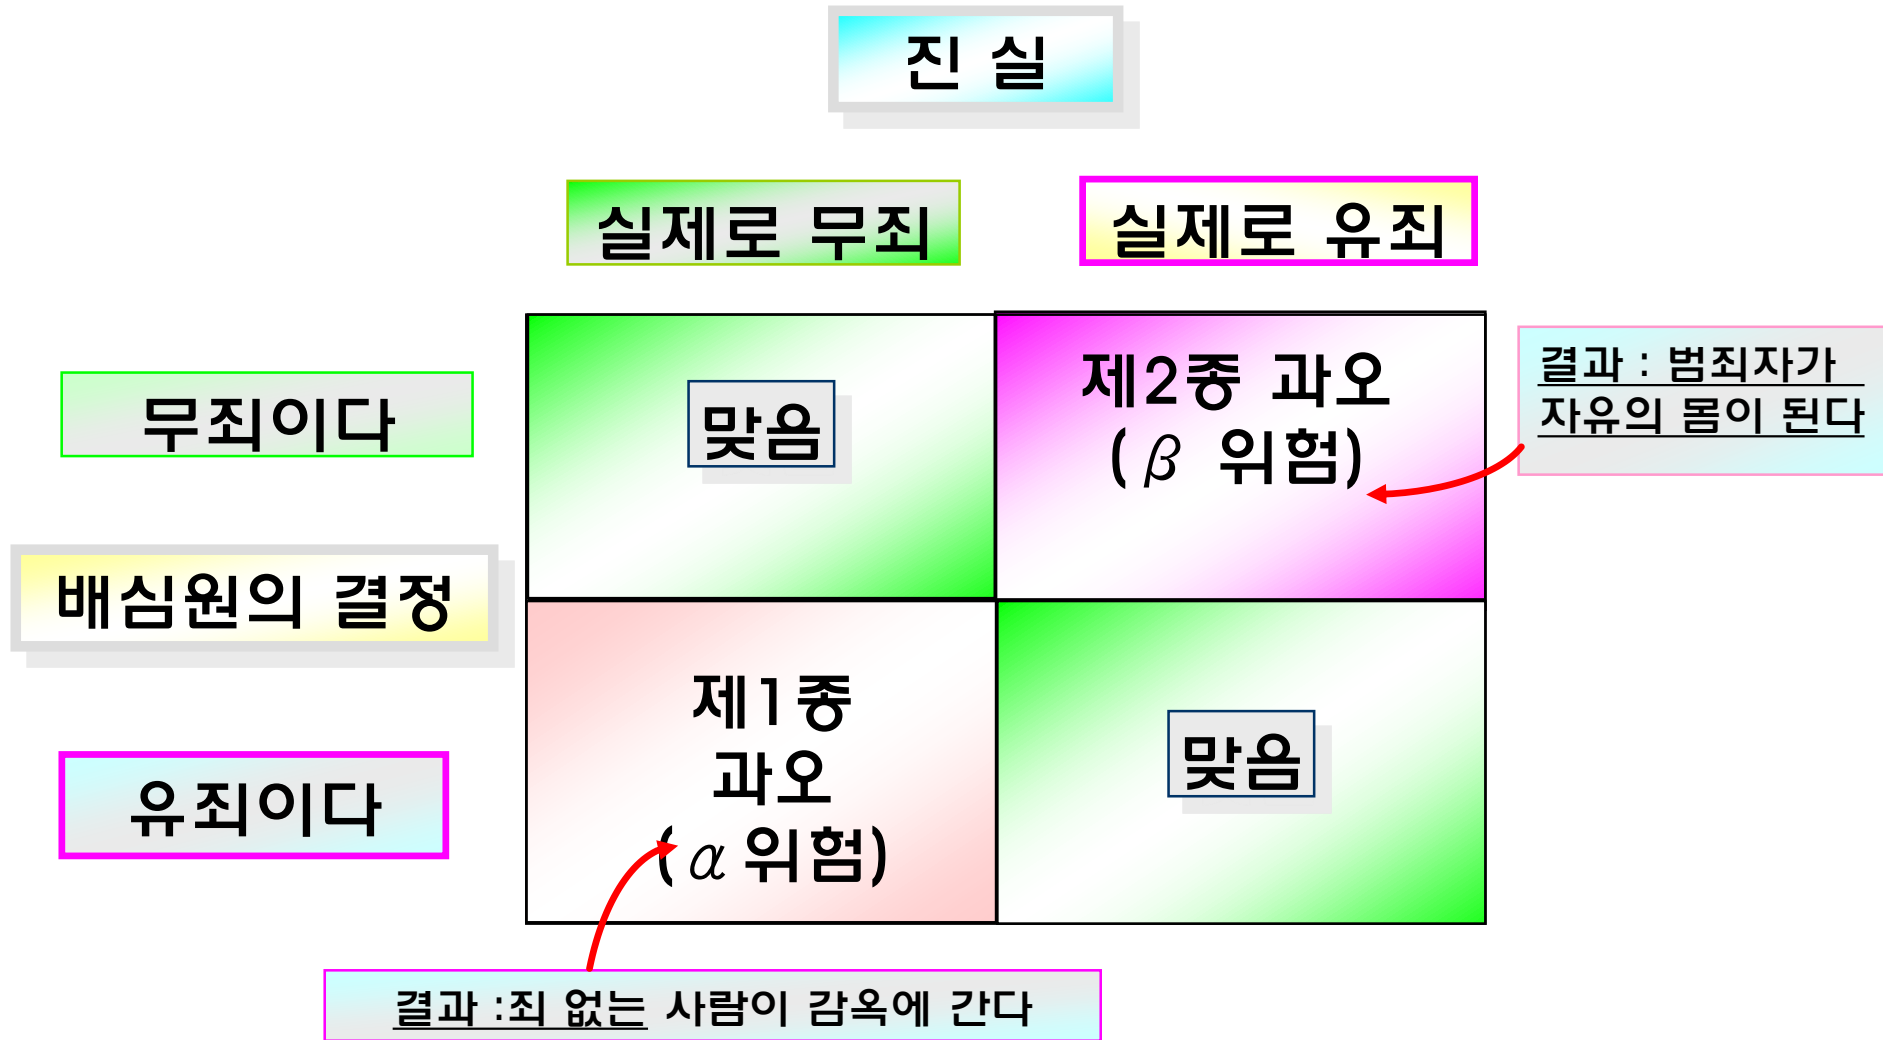 진 실
실제로 무죄
실제로 유죄
무죄이다
맞음
제2종 과오
(β 위험)
결과 : 범죄자가
자유의 몸이 된다
배심원의 결정
유죄이다
제1종
과오
(α 위험)
맞음
결과 :죄 없는 사람이 감옥에 간다